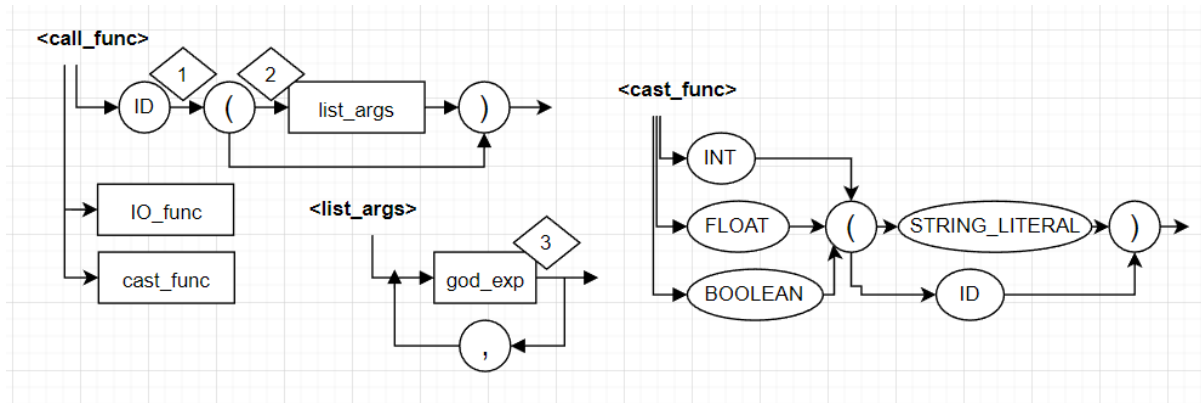 <call_func>
1
2
ID
(
list_args
)
IO_func
cast_func
<list_args>
3
god_exp
,
<cast_func>
INT
FLOAT
(
STRING_LITERAL
)
BOOLEAN
ID